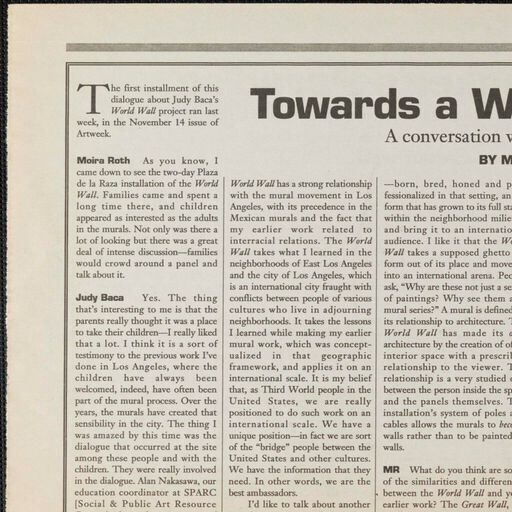 The first installment of this
dialogue about Judy Baca's
World Wall project ran last
week, in the November 14 issue of
Artweek.
Towards a W
A conversation
BY M
Moira Roth As you know, I
came down to see the two-day Plaza
de la Raza installation of the World
Wall. Families came and spent a
long time there, and children
appeared as interested as the adults
in the murals. Not only was there a
lot of looking but there was a great
deal of intense discussion—families
would crowd around a panel and
talk about it.
Judy Baca Yes. The thing
that's interesting to me is that the
parents really thought it was a place
to take their children—I really liked
that a lot. I think it is a sort of
testimony to the previous work I've
done in Los Angeles, where the
children have always been
welcomed, indeed, have often been
part of the mural process. Over the
years, the murals have created that
sensibility in the city. The thing I
was amazed by this time was the
dialogue that occurred at the site
among these people and with the
children. They were really involved
in the dialogue. Alan Nakasawa, our
education coordinator at SPARC
[Social & Public Art Resource
World Wall has a strong relationship
with the mural movement in Los
Angeles, with its precedence in the
Mexican murals and the fact that
my earlier work related to
interracial relations. The World
Wall takes what I learned in the
neighborhoods of East Los Angeles
and the city of Los Angeles, which
is an international city fraught with
conflicts between people of various
cultures who live in adjourning
neighborhoods. It takes the lessons
I learned while making my earlier
mural work, which was concept-
ualized in that geographic
framework, and applies it on an
international scale. It is my belief
that, as Third World people in the
United States, we are really
positioned to do such work on an
international scale. We have a
unique position—in fact we are sort
of the "bridge" people between the
United States and other cultures.
We have the information that they
need. In other words, we are the
best ambassadors.
I'd like to talk about another
—born, bred, honed and p
fessionalized in that setting, an
form that has grown to its full sta
within the neighborhood milie
and bring it to an internatio
audience. I like it that the Wo
Wall takes a supposed ghetto
form out of its place and move
into an international arena. Peo
ask, "Why are these not just a se
of paintings? Why see them a
mural series?" A mural is defined
its relationship to architecture. T
World Wall has made its
architecture by the creation of of
interior space with a prescri
relationship to the viewer. T
relationship is a very studied
between the person inside the sp
and the panels themselves. T
installation's system of poles a
cables allows the murals to beco
walls rather than to be painted
walls.
MR What do you think are so
of the similarities and differen
between the World Wall and yo
earlier work? The Great Wall,